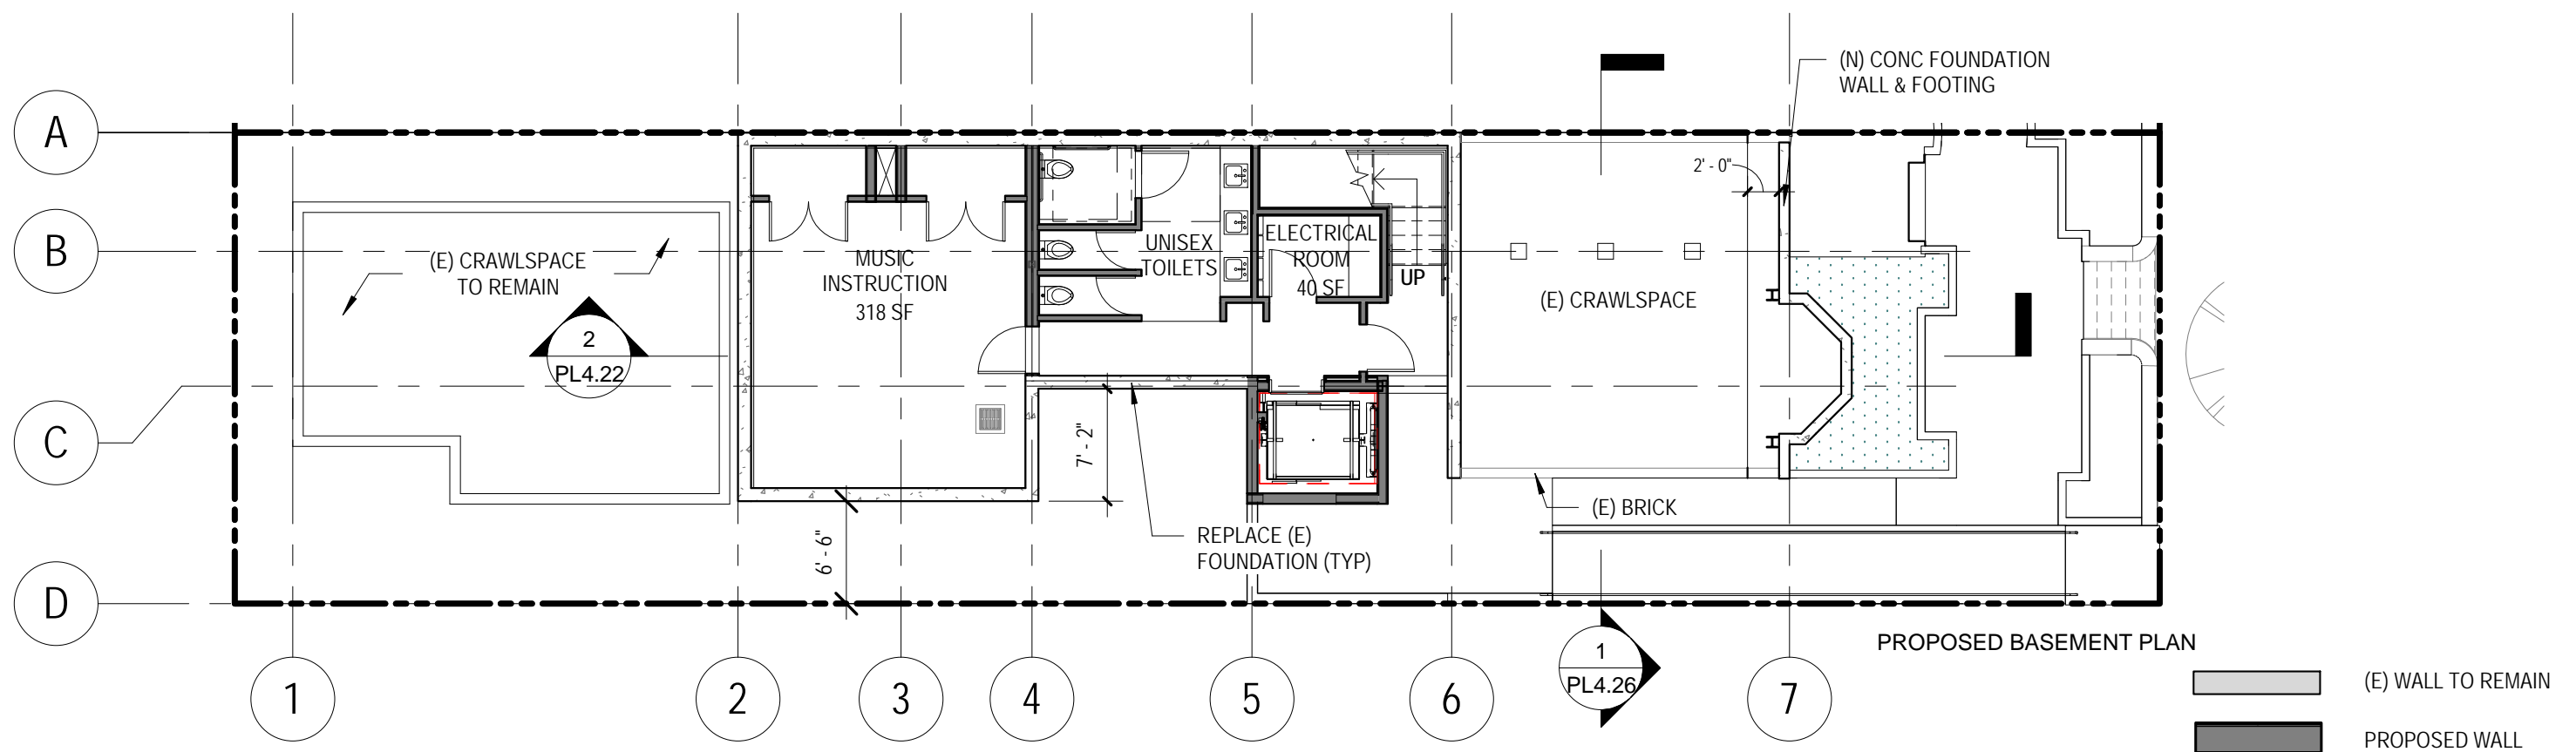 (N) CONC FOUNDATION
WALL & FOOTING
A
2' - 0"
B
(E) CRAWLSPACE
TO REMAIN
MUSIC
INSTRUCTION
318 SF
UNISEX
TOILETS
ELECTRICAL
ROOM
40 SF
UP
(E) CRAWLSPACE
2
PL4.22
C
7' - 2"
(E) BRICK
REPLACE (E)
FOUNDATION (TYP)
6' - 6"
D
1
PL4.26
PROPOSED BASEMENT PLAN
1
2
3
4
5
6
7
(E) WALL TO REMAIN
PROPOSED WALL